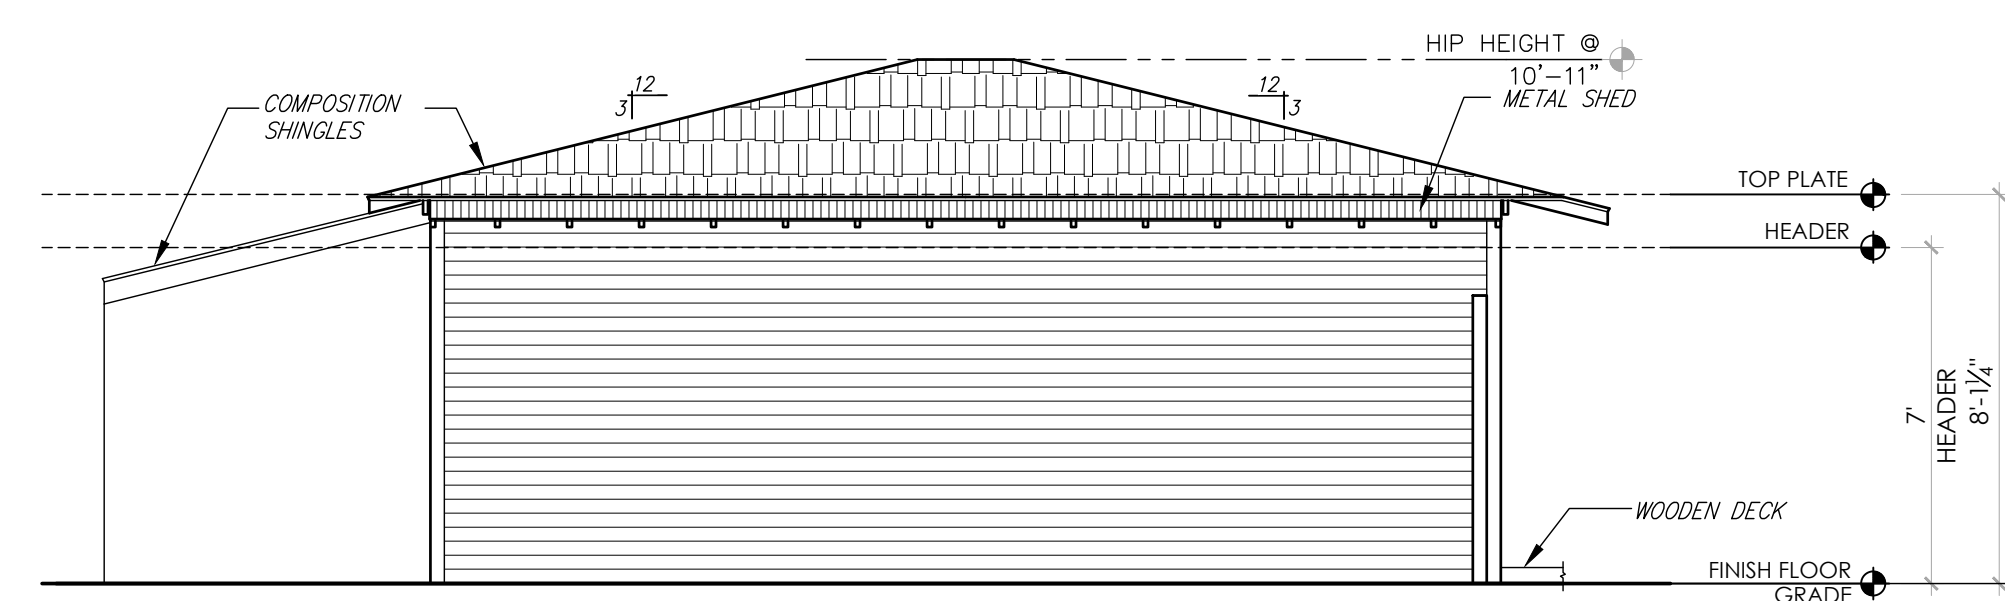 HIP HEIGHT @
10'-11"
12
3
12
3
COMPOSITION
SHINGLES
METAL SHED
TOP PLATE
HEADER
7'
HEADER
8'-1¼"
WOODEN DECK
FINISH FLOOR
GRADE